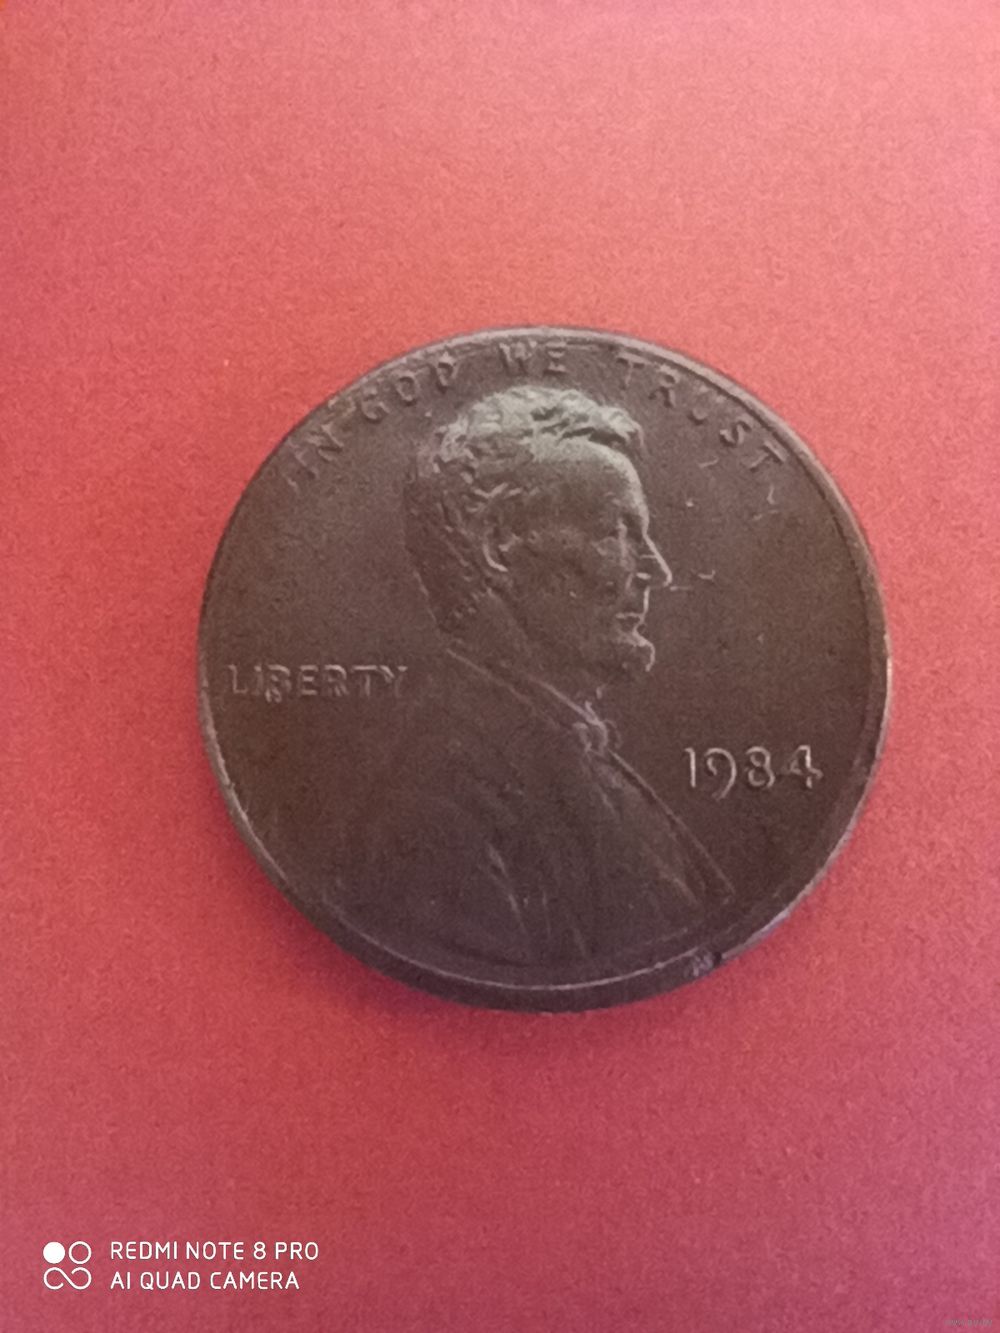 IN GOD WE TRUST
LIBERTY
1984
REDMI NOTE 8 PRO
AI QUAD CAMERA